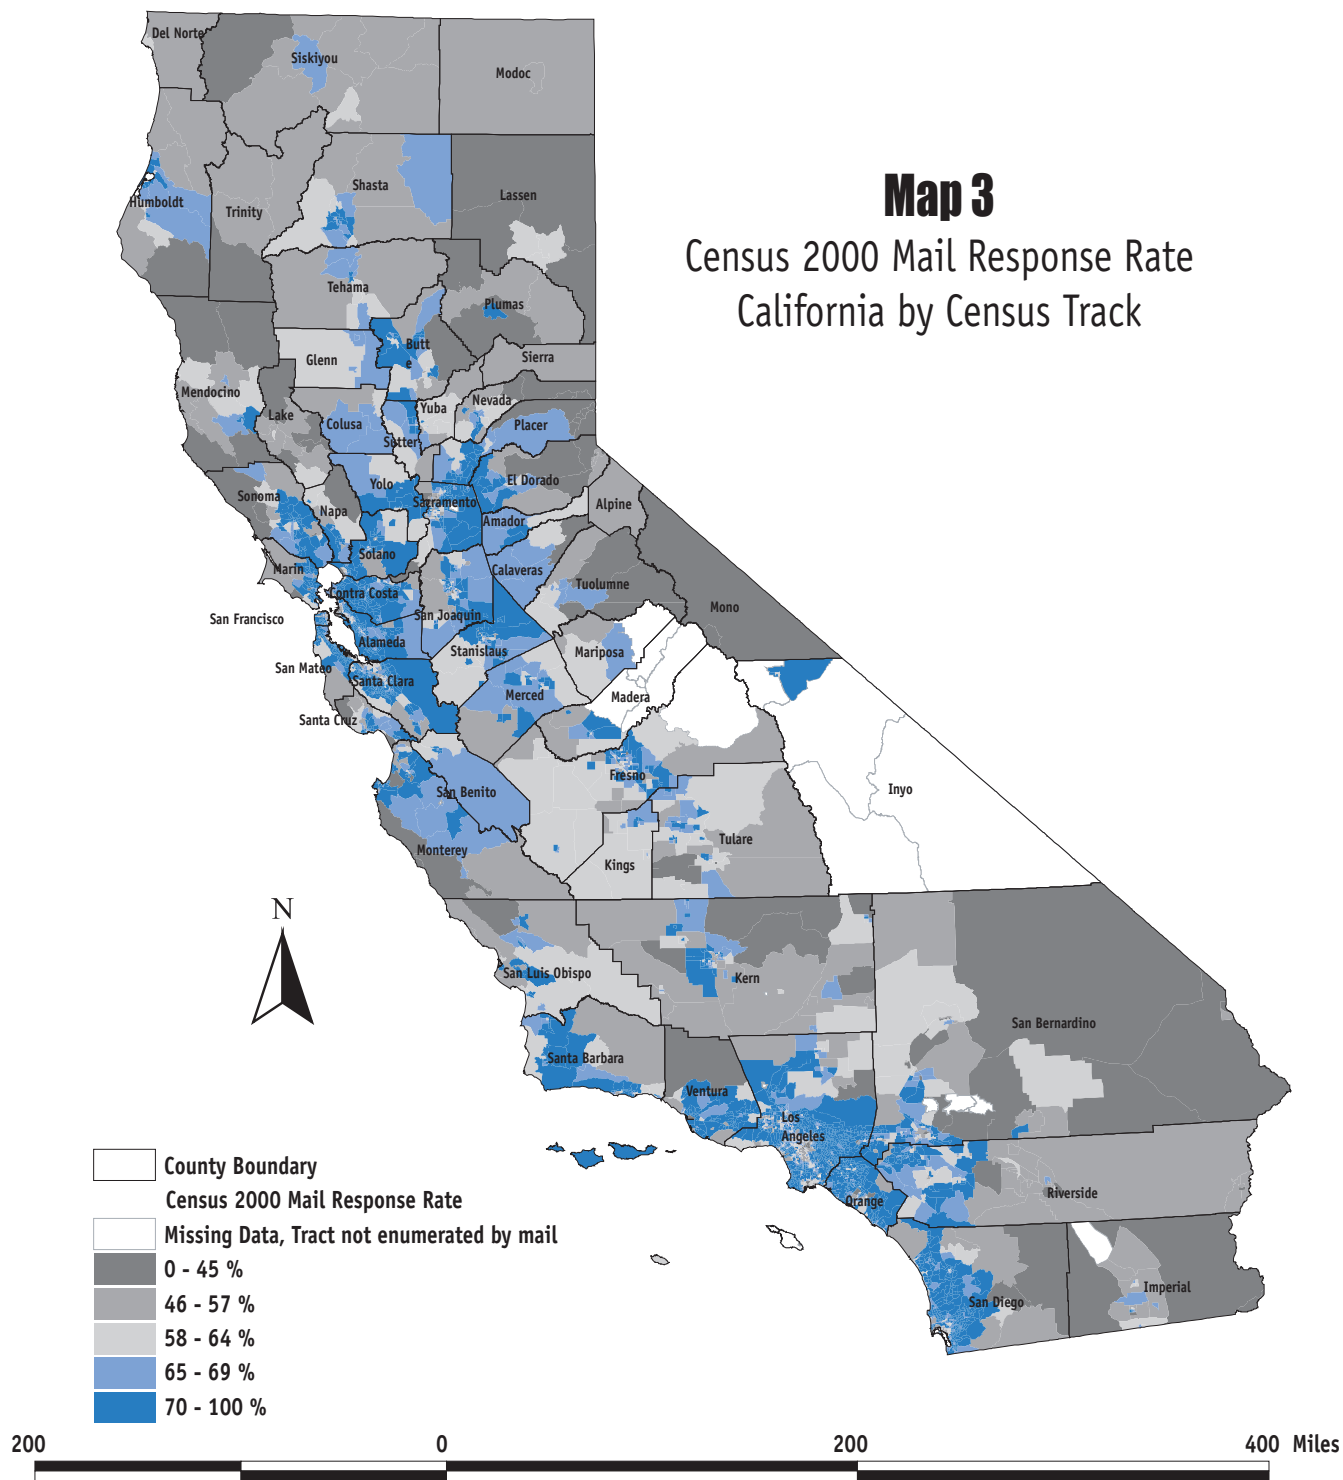 Map 3
Census 2000 Mail Response Rate
California by Census Track
Del Norte
Siskiyou
Modoc
Shasta
Lassen
Humboldt
Trinity
Tehama
Plumas
Butt
e
Glenn
Sierra
Mendocino
Lake
Colusa
Yuba
Nevada
Sutter
Placer
Yolo
El Dorado
Sonoma
Napa
Sacramento
Alpine
Amador
Solano
Marin
Calaveras
Tuolumne
Contra Costa
Mono
San Francisco
San Joaquin
Alameda
Stanislaus
Mariposa
San Mateo
Santa Clara
Merced
Madera
Santa Cruz
Fresno
Inyo
San Benito
Monterey
Tulare
Kings
N
San Luis Obispo
Kern
San Bernardino
Santa Barbara
Ventura
Los
Angeles
Orange
Riverside
San Diego
Imperial
County Boundary
Census 2000 Mail Response Rate
Missing Data, Tract not enumerated by mail
0 - 45 %
46 - 57 %
58 - 64 %
65 - 69 %
70 - 100 %
200 0 200 400 Miles